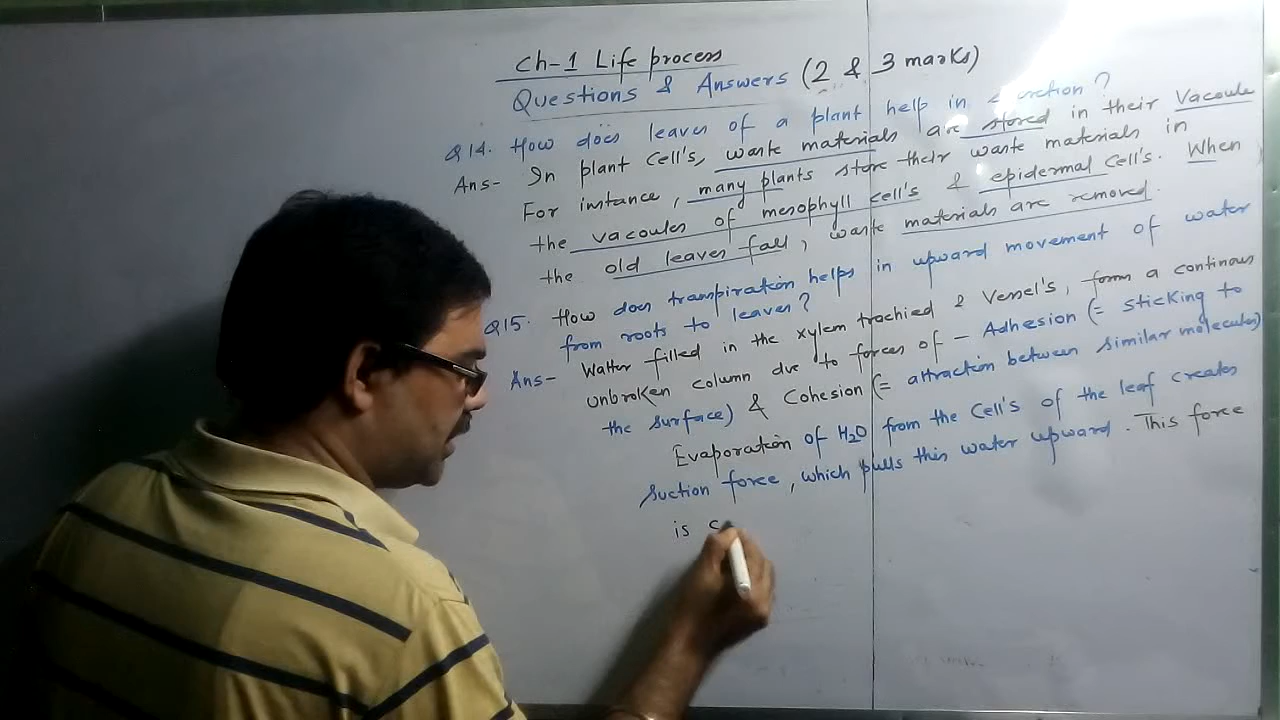 Ch-1 Life process
Questions & Answers (2 & 3 marks)
Q14. How does leaves of a plant help in excretion?
Ans- In plant cell's, waste materials are stored in their Vacoule
For instance, many plants store their waste materials in
the vacoules of mesophyll cell's & epidermal cell's. When
the old leaves fall, waste materials are removed.
Q15. How does transpiration helps in upward movement of water
from roots to leaves?
Ans- Watter filled in the xylem trachied & Vessel's, form a continous
unbroken column due to forces of - Adhesion (= sticking to
the surface) & Cohesion (= attraction between similar molecules)
Evaporation of H2O from the Cell's of the leaf creates
suction force, which pulls this water upward. This force
is c